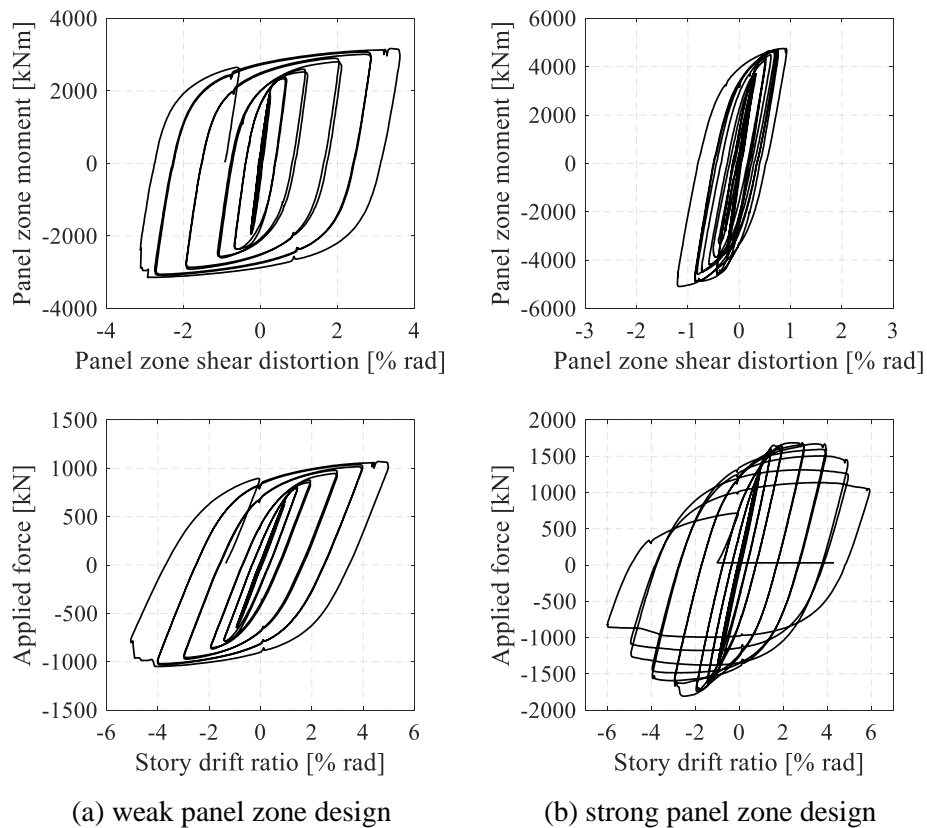 4000
2000
0
-2000
-4000
-4 -2 0 2 4
Panel zone moment [kNm]
Panel zone shear distortion [% rad]
6000
4000
2000
0
-2000
-4000
-6000
-3 -2 -1 0 1 2 3
Panel zone moment [kNm]
Panel zone shear distortion [% rad]
1500
1000
500
0
-500
-1000
-1500
-6 -4 -2 0 2 4 6
Applied force [kN]
Story drift ratio [% rad]
2000
1500
1000
500
0
-500
-1000
-1500
-2000
-6 -4 -2 0 2 4 6
Applied force [kN]
Story drift ratio [% rad]
(a) weak panel zone design
(b) strong panel zone design